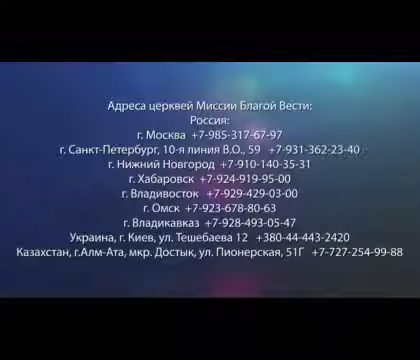 Адреса церквей Миссии Благой Вести:
Россия:
г. Москва +7-985-317-67-97
г. Санкт-Петербург, 10-я линия В.О., 59 +7-931-362-23-40
г. Нижний Новгород +7-910-140-35-31
г. Хабаровск +7-924-919-95-00
г. Владивосток +7-929-429-03-00
г. Омск +7-923-678-80-63
г. Владикавказ +7-928-493-05-47
Украина, г. Киев, ул. Тешебаева 12 +380-44-443-2420
Казахстан, г.Алм-Ата, мкр. Достык, ул. Пионерская, 51Г +7-727-254-99-88